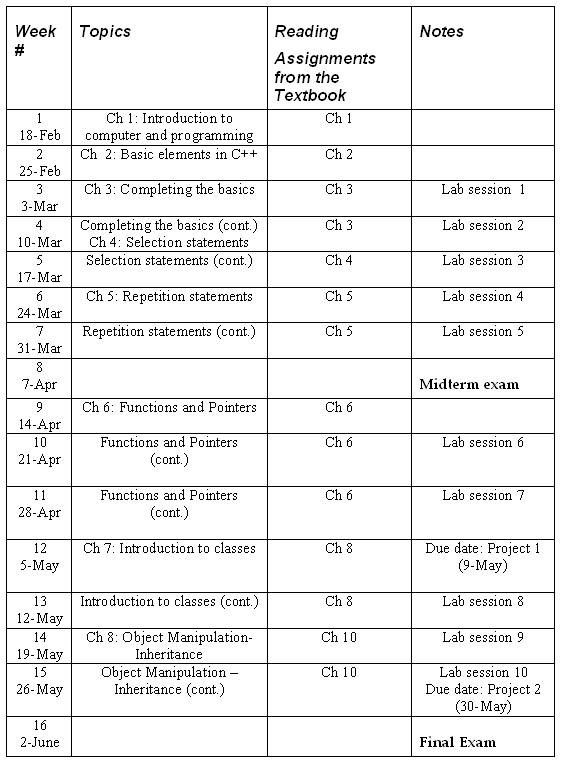 Week # Topics Reading Assignments from the Textbook Notes
1 Ch 1: Introduction to Ch 1
18-Feb computer and programming
2 Ch 2: Basic elements in C++ Ch 2
25-Feb
3 Ch 3: Completing the basics Ch 3 Lab session 1
3-Mar
4 Completing the basics (cont.) Ch 3 Lab session 2
10-Mar Ch 4: Selection statements
5 Selection statements (cont.) Ch 4 Lab session 3
17-Mar
6 Ch 5: Repetition statements Ch 5 Lab session 4
24-Mar
7 Repetition statements (cont.) Ch 5 Lab session 5
31-Mar
8
7-Apr Midterm exam
9 Ch 6: Functions and Pointers Ch 6
14-Apr
10 Functions and Pointers Ch 6 Lab session 6
21-Apr (cont.)
11 Functions and Pointers Ch 6 Lab session 7
28-Apr (cont.)
12 Ch 7: Introduction to classes Ch 8 Due date: Project 1
5-May (9-May)
13 Introduction to classes (cont.) Ch 8 Lab session 8
12-May
14 Ch 8: Object Manipulation- Ch 10 Lab session 9
19-May Inheritance
15 Object Manipulation – Ch 10 Lab session 10
26-May Inheritance (cont.) Due date: Project 2
(30-May)
16
2-June Final Exam